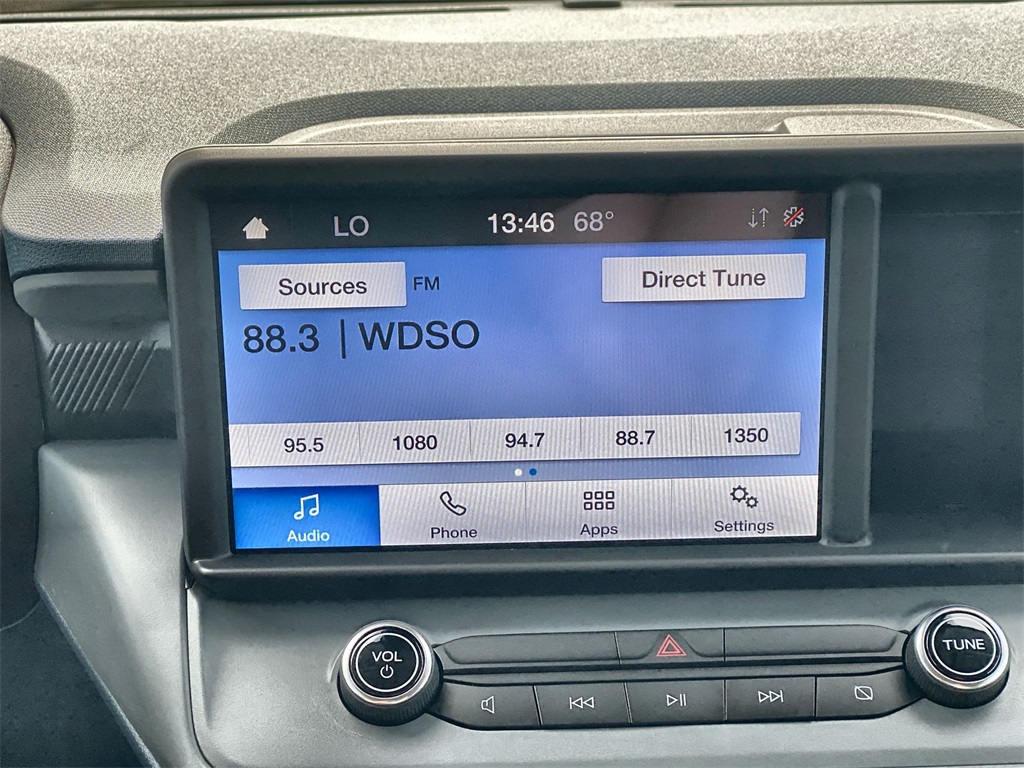 LO 13:46 68°
Sources FM Direct Tune
88.3 | WDSO
95.5 1080 94.7 88.7 1350
Audio Phone Apps Settings
VOL
TUNE